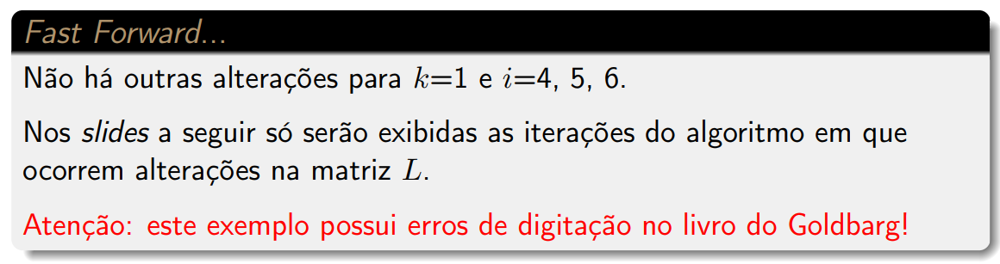 Fast Forward...
Não há outras alterações para k=1 e i=4, 5, 6.
Nos slides a seguir só serão exibidas as iterações do algoritmo em que
ocorrem alterações na matriz L.
Atenção: este exemplo possui erros de digitação no livro do Goldbarg!